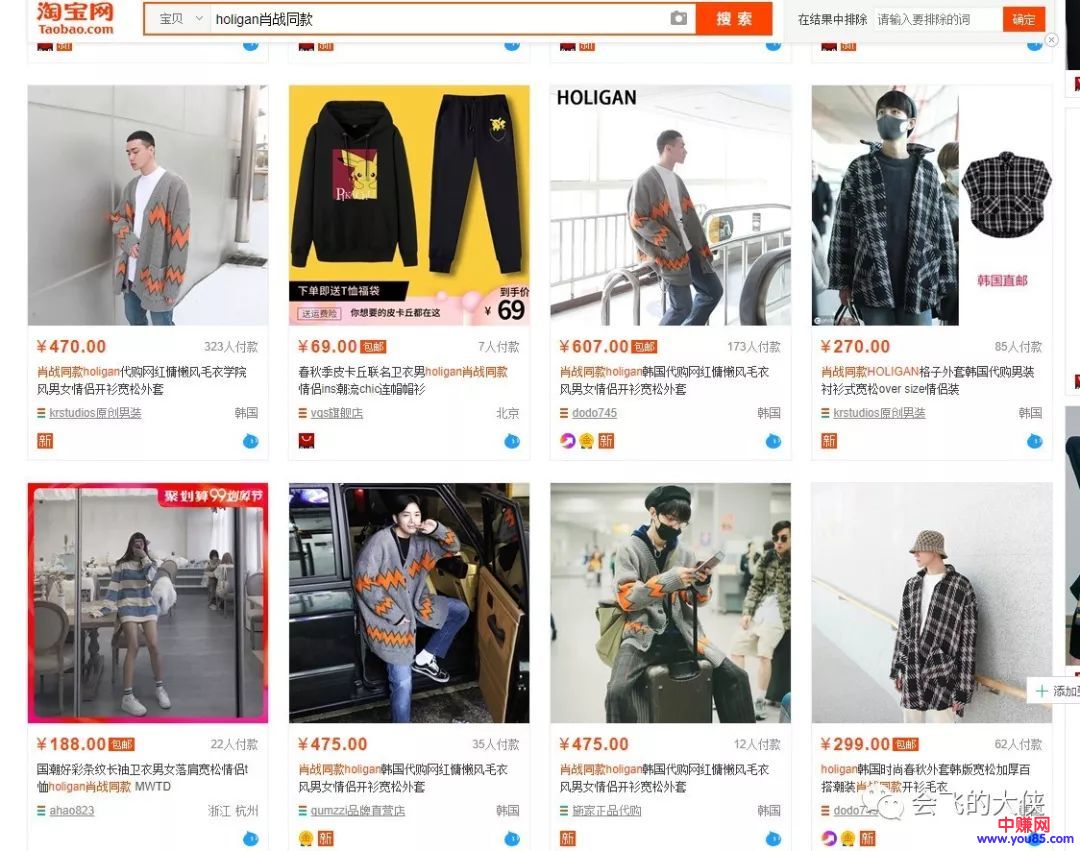 淘宝网
Taobao.com
宝贝
holigan肖战同款
搜 索
在结果中排除
请输入要排除的词
确定
HOLIGAN
PIKACHU
下单即送T恤福袋
送运费险
你想要的皮卡丘都在这
到手价
¥ 69
韩国直邮
¥470.00
323人付款
肖战同款holigan代购网红慵懒风毛衣学院
风男女情侣开衫宽松外套
krstudios原创男装
韩国
新
¥69.00 包邮
7人付款
春秋季皮卡丘联名卫衣男holigan肖战同款
情侣ins潮流chic连帽帽衫
vgs旗舰店
北京
¥607.00 包邮
173人付款
肖战同款holigan韩国代购网红慵懒风毛衣
风男女情侣开衫宽松外套
dodo745
韩国
新
¥270.00
85人付款
肖战同款HOLIGAN格子外套韩国代购男装
衬衫式宽松over size情侣装
krstudios原创男装
韩国
新
聚划算99划算节
¥188.00 包邮
22人付款
国潮好彩条纹长袖卫衣男女落肩宽松情侣t
恤holigan肖战同款 MWTD
ahao823
浙江 杭州
¥475.00
35人付款
肖战同款holigan韩国代购网红慵懒风毛衣
风男女情侣开衫宽松外套
gumzzi品牌直营店
韩国
新
¥475.00
12人付款
肖战同款holigan韩国代购网红慵懒风毛衣
风男女情侣开衫宽松外套
韩国
新
¥299.00 包邮
62人付款
holigan韩国时尚春秋外套韩版宽松加厚百
搭潮装肖战同款开衫毛衣
dodo745
新
添加
会飞的大侠
中赚网
www.you85.com